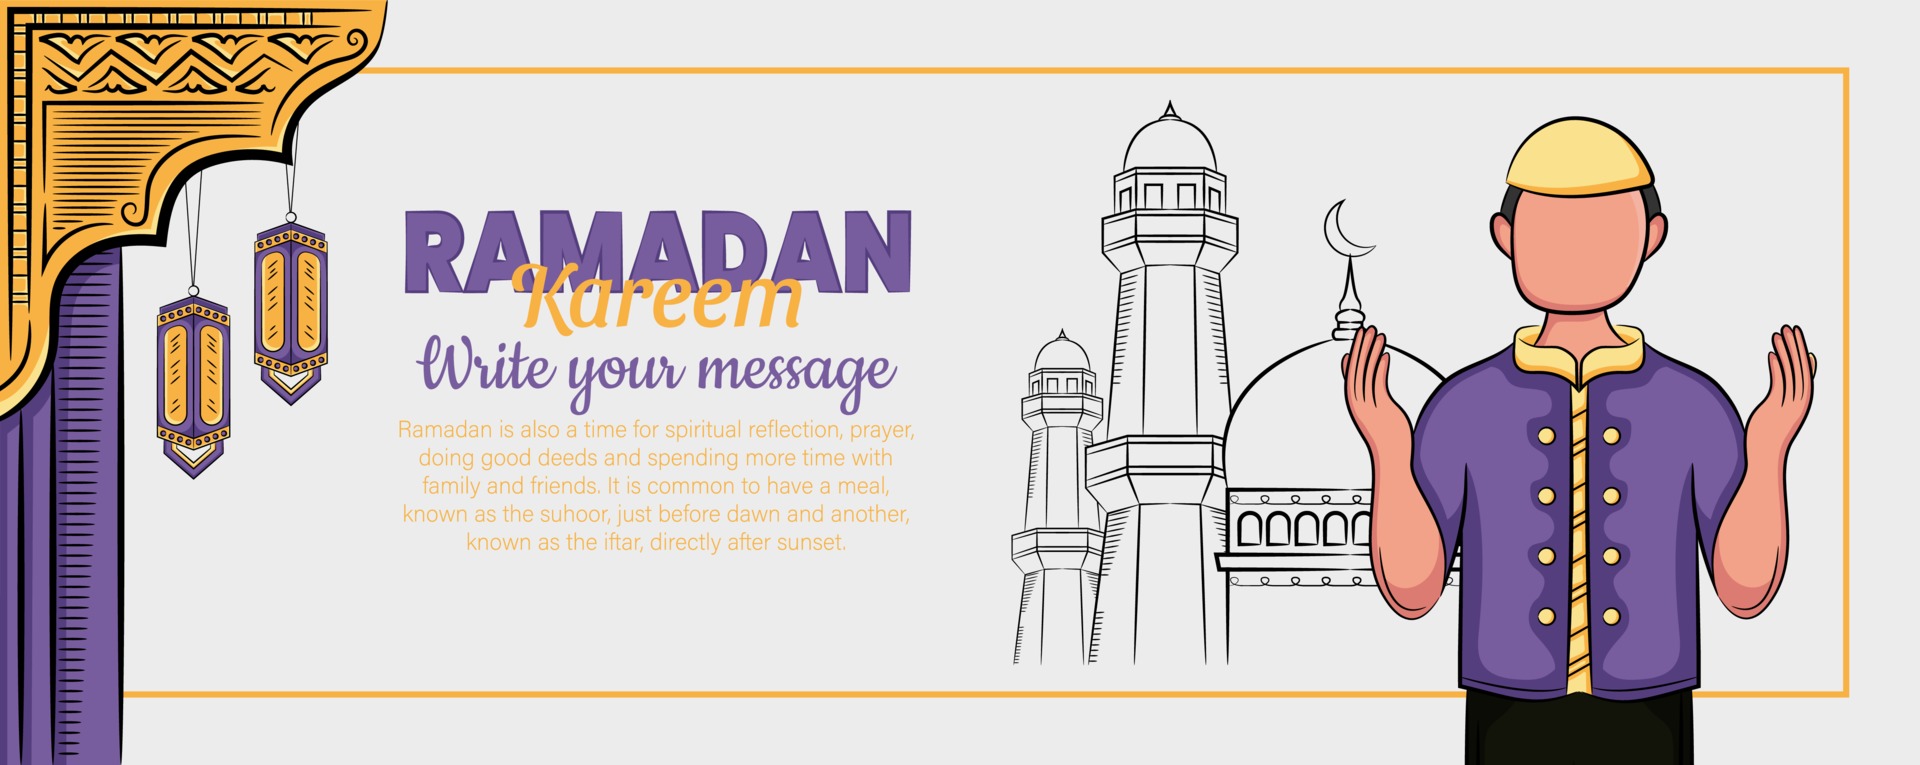 RAMADAN
Kareem
Write your message
Ramadan is also a time for spiritual reflection, prayer,
doing good deeds and spending more time with
family and friends. It is common to have a meal,
known as the suhoor, just before dawn and another,
known as the iftar, directly after sunset.